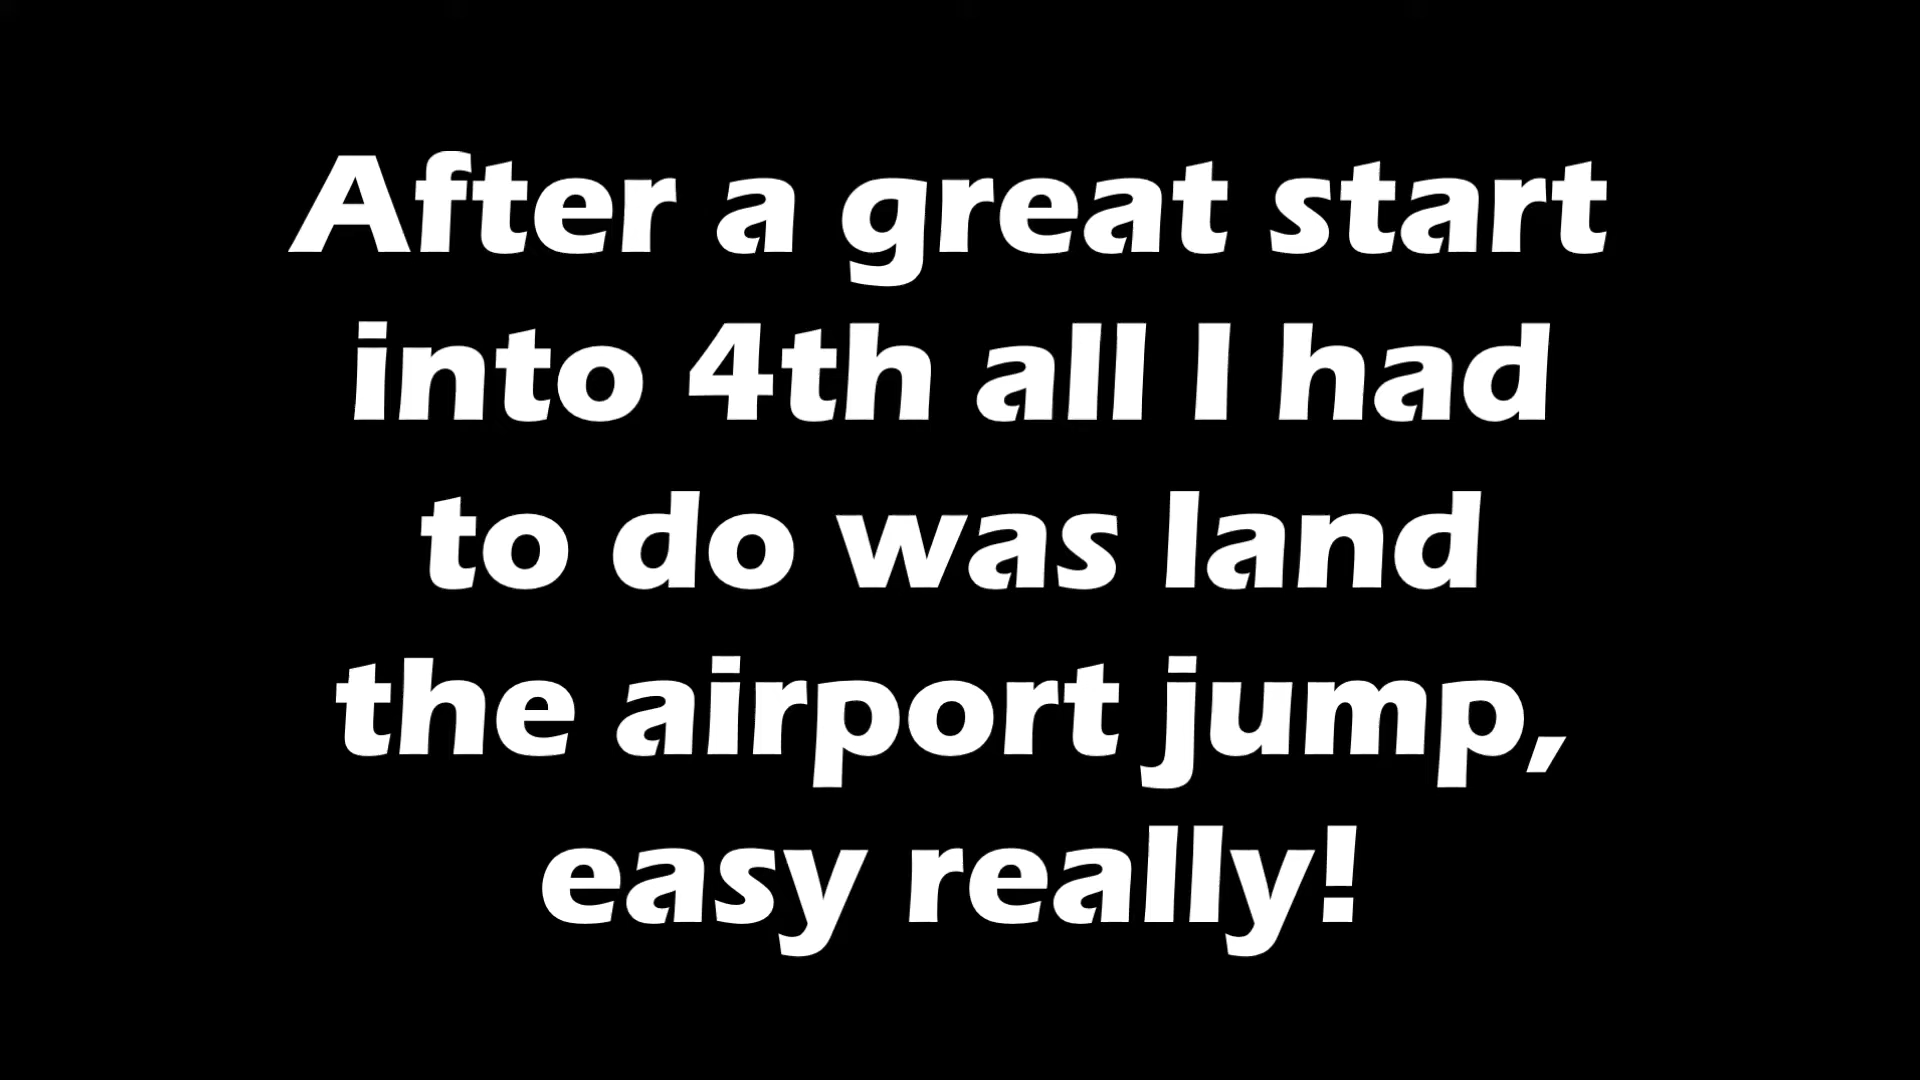 After a great start
into 4th all I had
to do was land
the airport jump,
easy really!